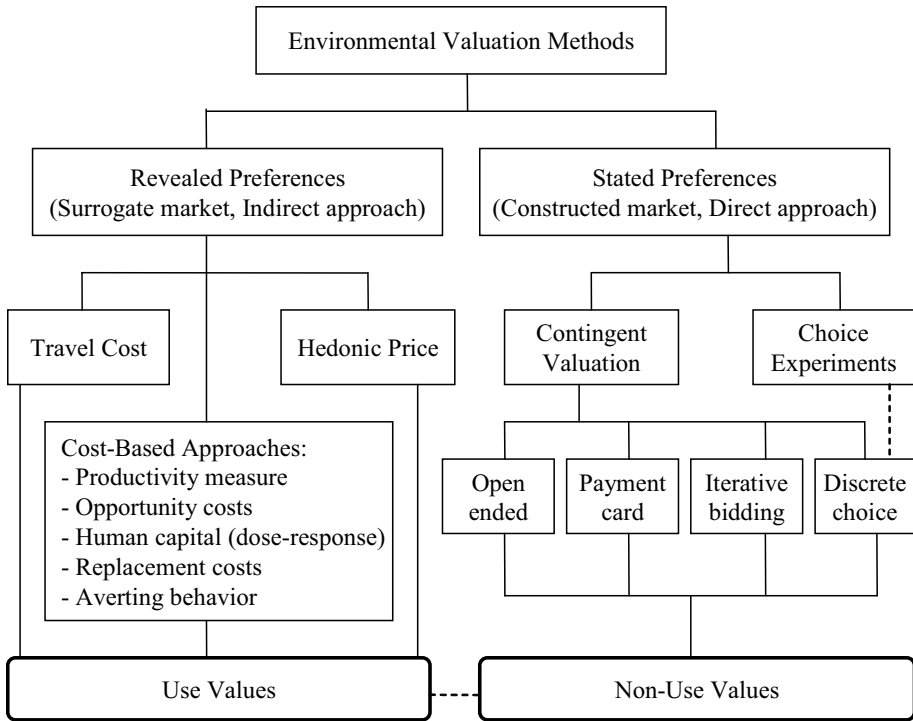 Environmental Valuation Methods
Revealed Preferences
(Surrogate market, Indirect approach)
Stated Preferences
(Constructed market, Direct approach)
Travel Cost
Hedonic Price
Contingent
Valuation
Choice
Experiments
Cost-Based Approaches:
- Productivity measure
- Opportunity costs
- Human capital (dose-response)
- Replacement costs
- Averting behavior
Open
ended
Payment
card
Iterative
bidding
Discrete
choice
Use Values
Non-Use Values